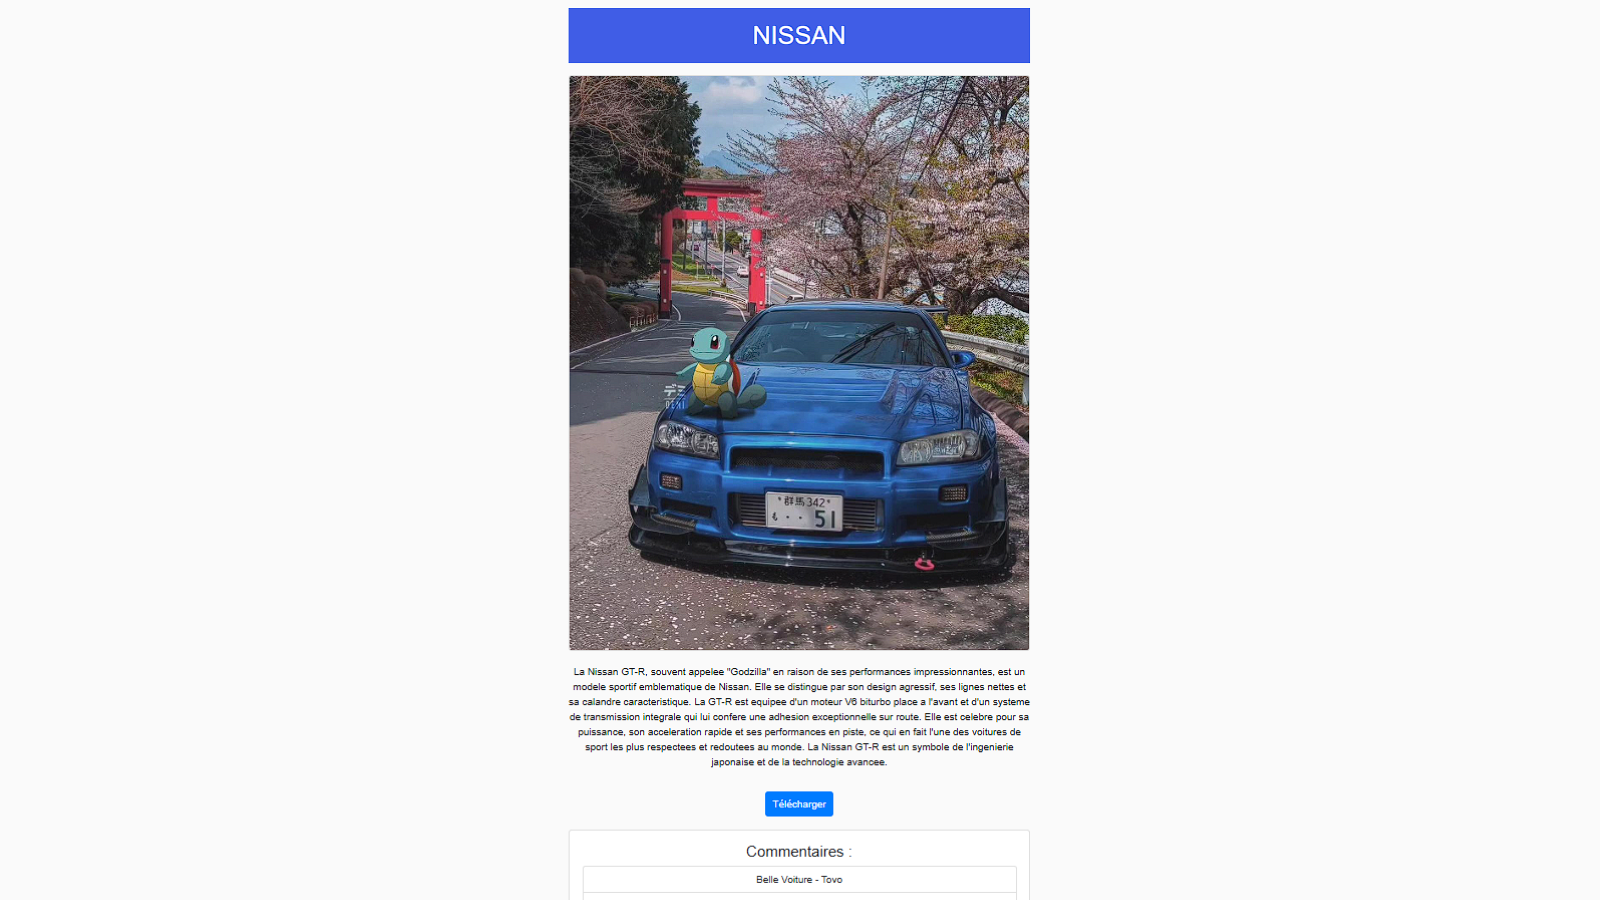 NISSAN
デミ
DEMI
群馬342
も・・51
La Nissan GT-R, souvent appelee "Godzilla" en raison de ses performances impressionnantes, est un
modele sportif emblematique de Nissan. Elle se distingue par son design agressif, ses lignes nettes et
sa calandre caracteristique. La GT-R est equipee d'un moteur V6 biturbo place a l'avant et d'un systeme
de transmission integrale qui lui confere une adhesion exceptionnelle sur route. Elle est celebre pour sa
puissance, son acceleration rapide et ses performances en piste, ce qui en fait l'une des voitures de
sport les plus respectees et redoutees au monde. La Nissan GT-R est un symbole de l'ingenierie
japonaise et de la technologie avancee.
Télécharger
Commentaires :
Belle Voiture - Tovo